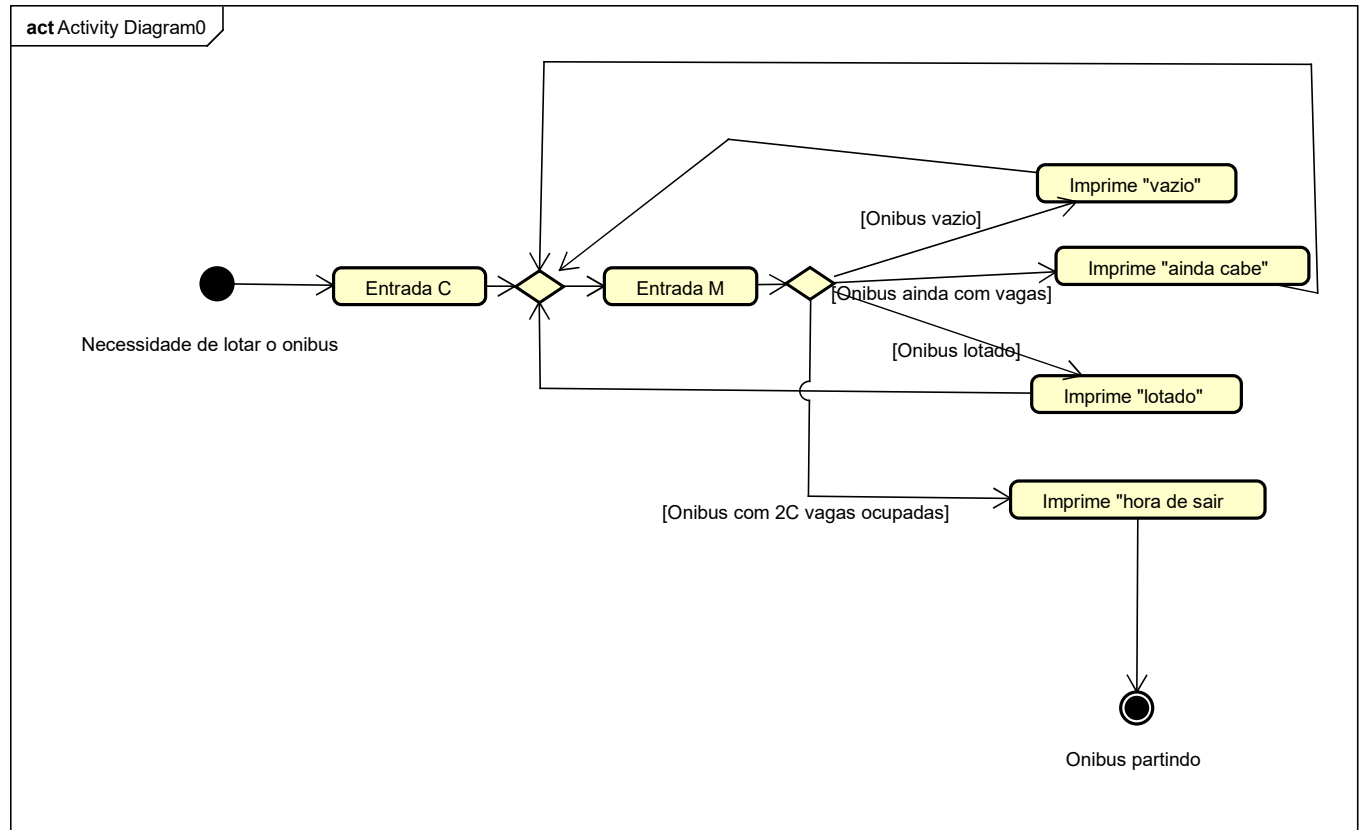 act Activity Diagram0
Imprime "vazio"
[Onibus vazio]
Imprime "ainda cabe"
Entrada C
Entrada M
[Onibus ainda com vagas]
Necessidade de lotar o onibus
[Onibus lotado]
Imprime "lotado"
Imprime "hora de sair
[Onibus com 2C vagas ocupadas]
Onibus partindo